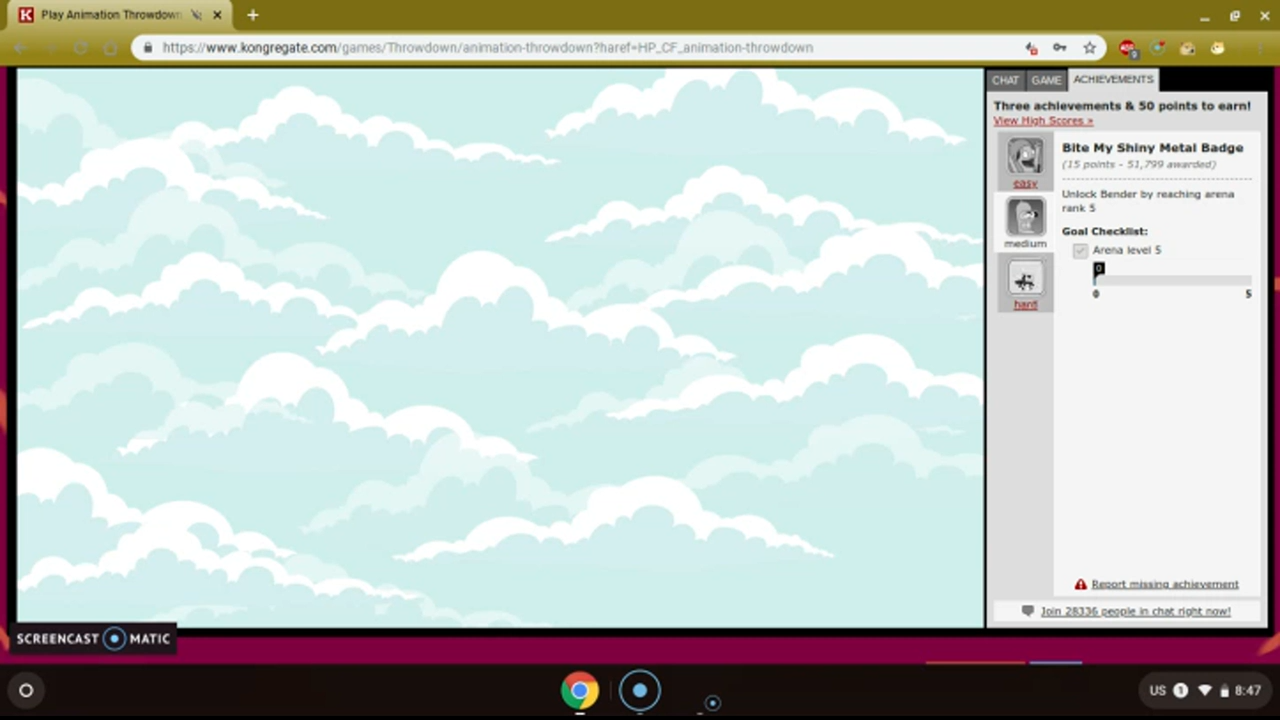 Play Animation Throwdown
https://www.kongregate.com/games/Throwdown/animation-throwdown?haref=HP_CF_animation-throwdown
CHAT GAME ACHIEVEMENTS
Three achievements & 50 points to earn!
View High Scores »
easy
medium
hard
Bite My Shiny Metal Badge
(15 points - 51,799 awarded)
Unlock Bender by reaching arena
rank 5
Goal Checklist:
Arena level 5
0
0 5
Report missing achievement
Join 28336 people in chat right now!
SCREENCAST MATIC
US 1 8:47